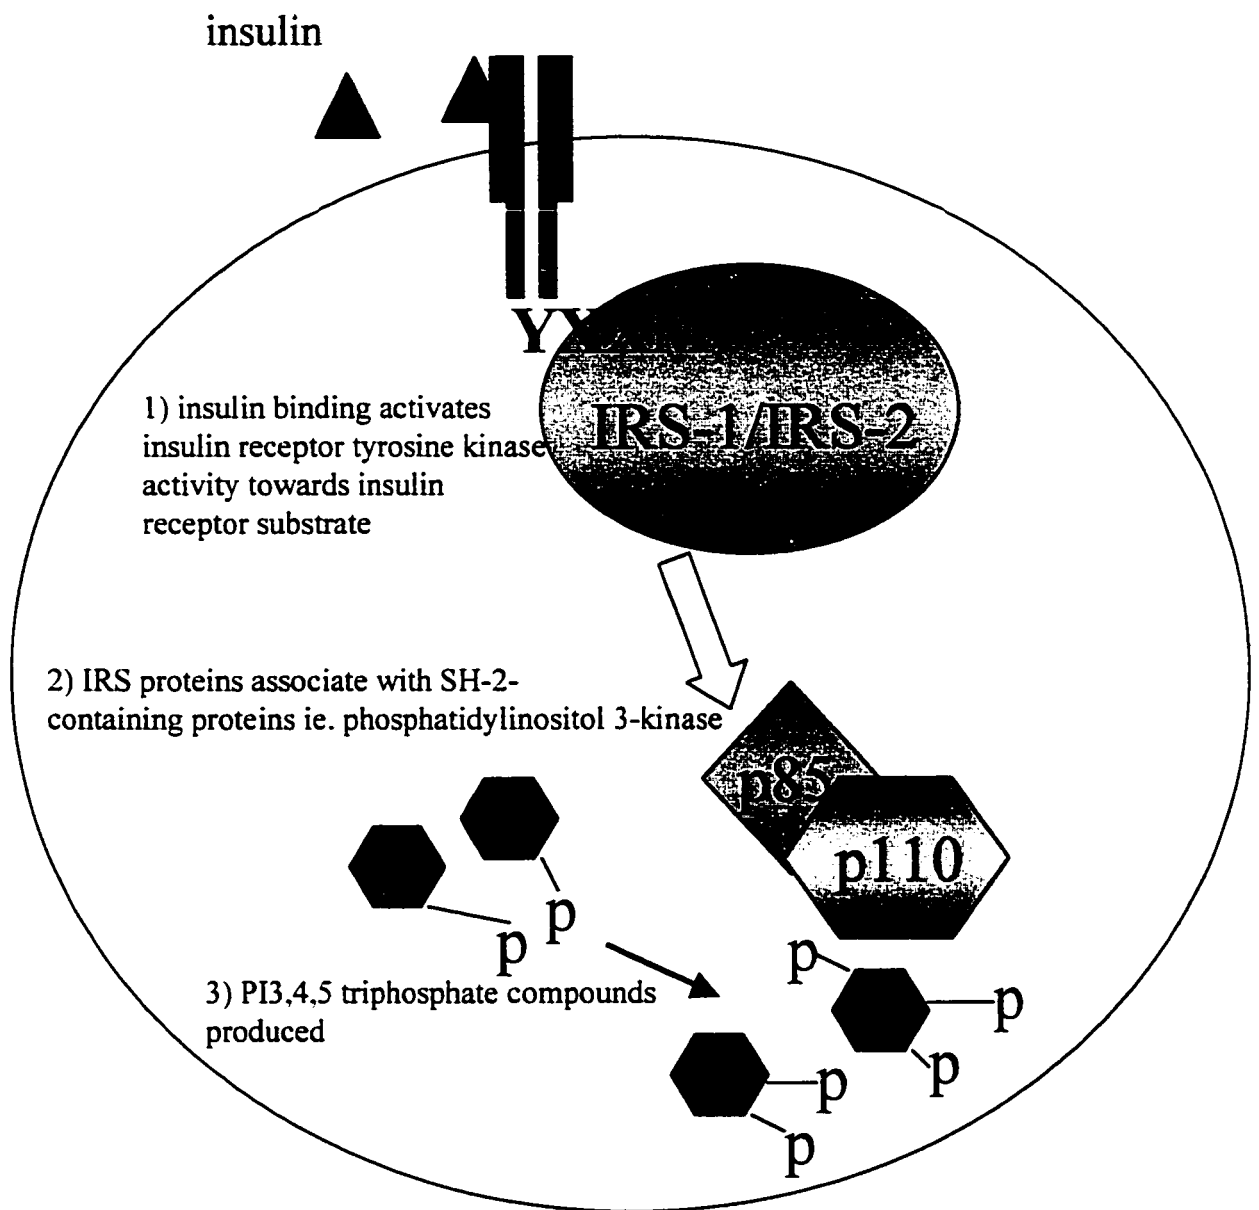 insulin
IRS-1/IRS-2
1) insulin binding activates
insulin receptor tyrosine kinase
activity towards insulin
receptor substrate
2) IRS proteins associate with SH-2-
containing proteins ie. phosphatidylinositol 3-kinase
p85
p110
p
p
3) PI3,4,5 triphosphate compounds
produced
p
p
p
p
p